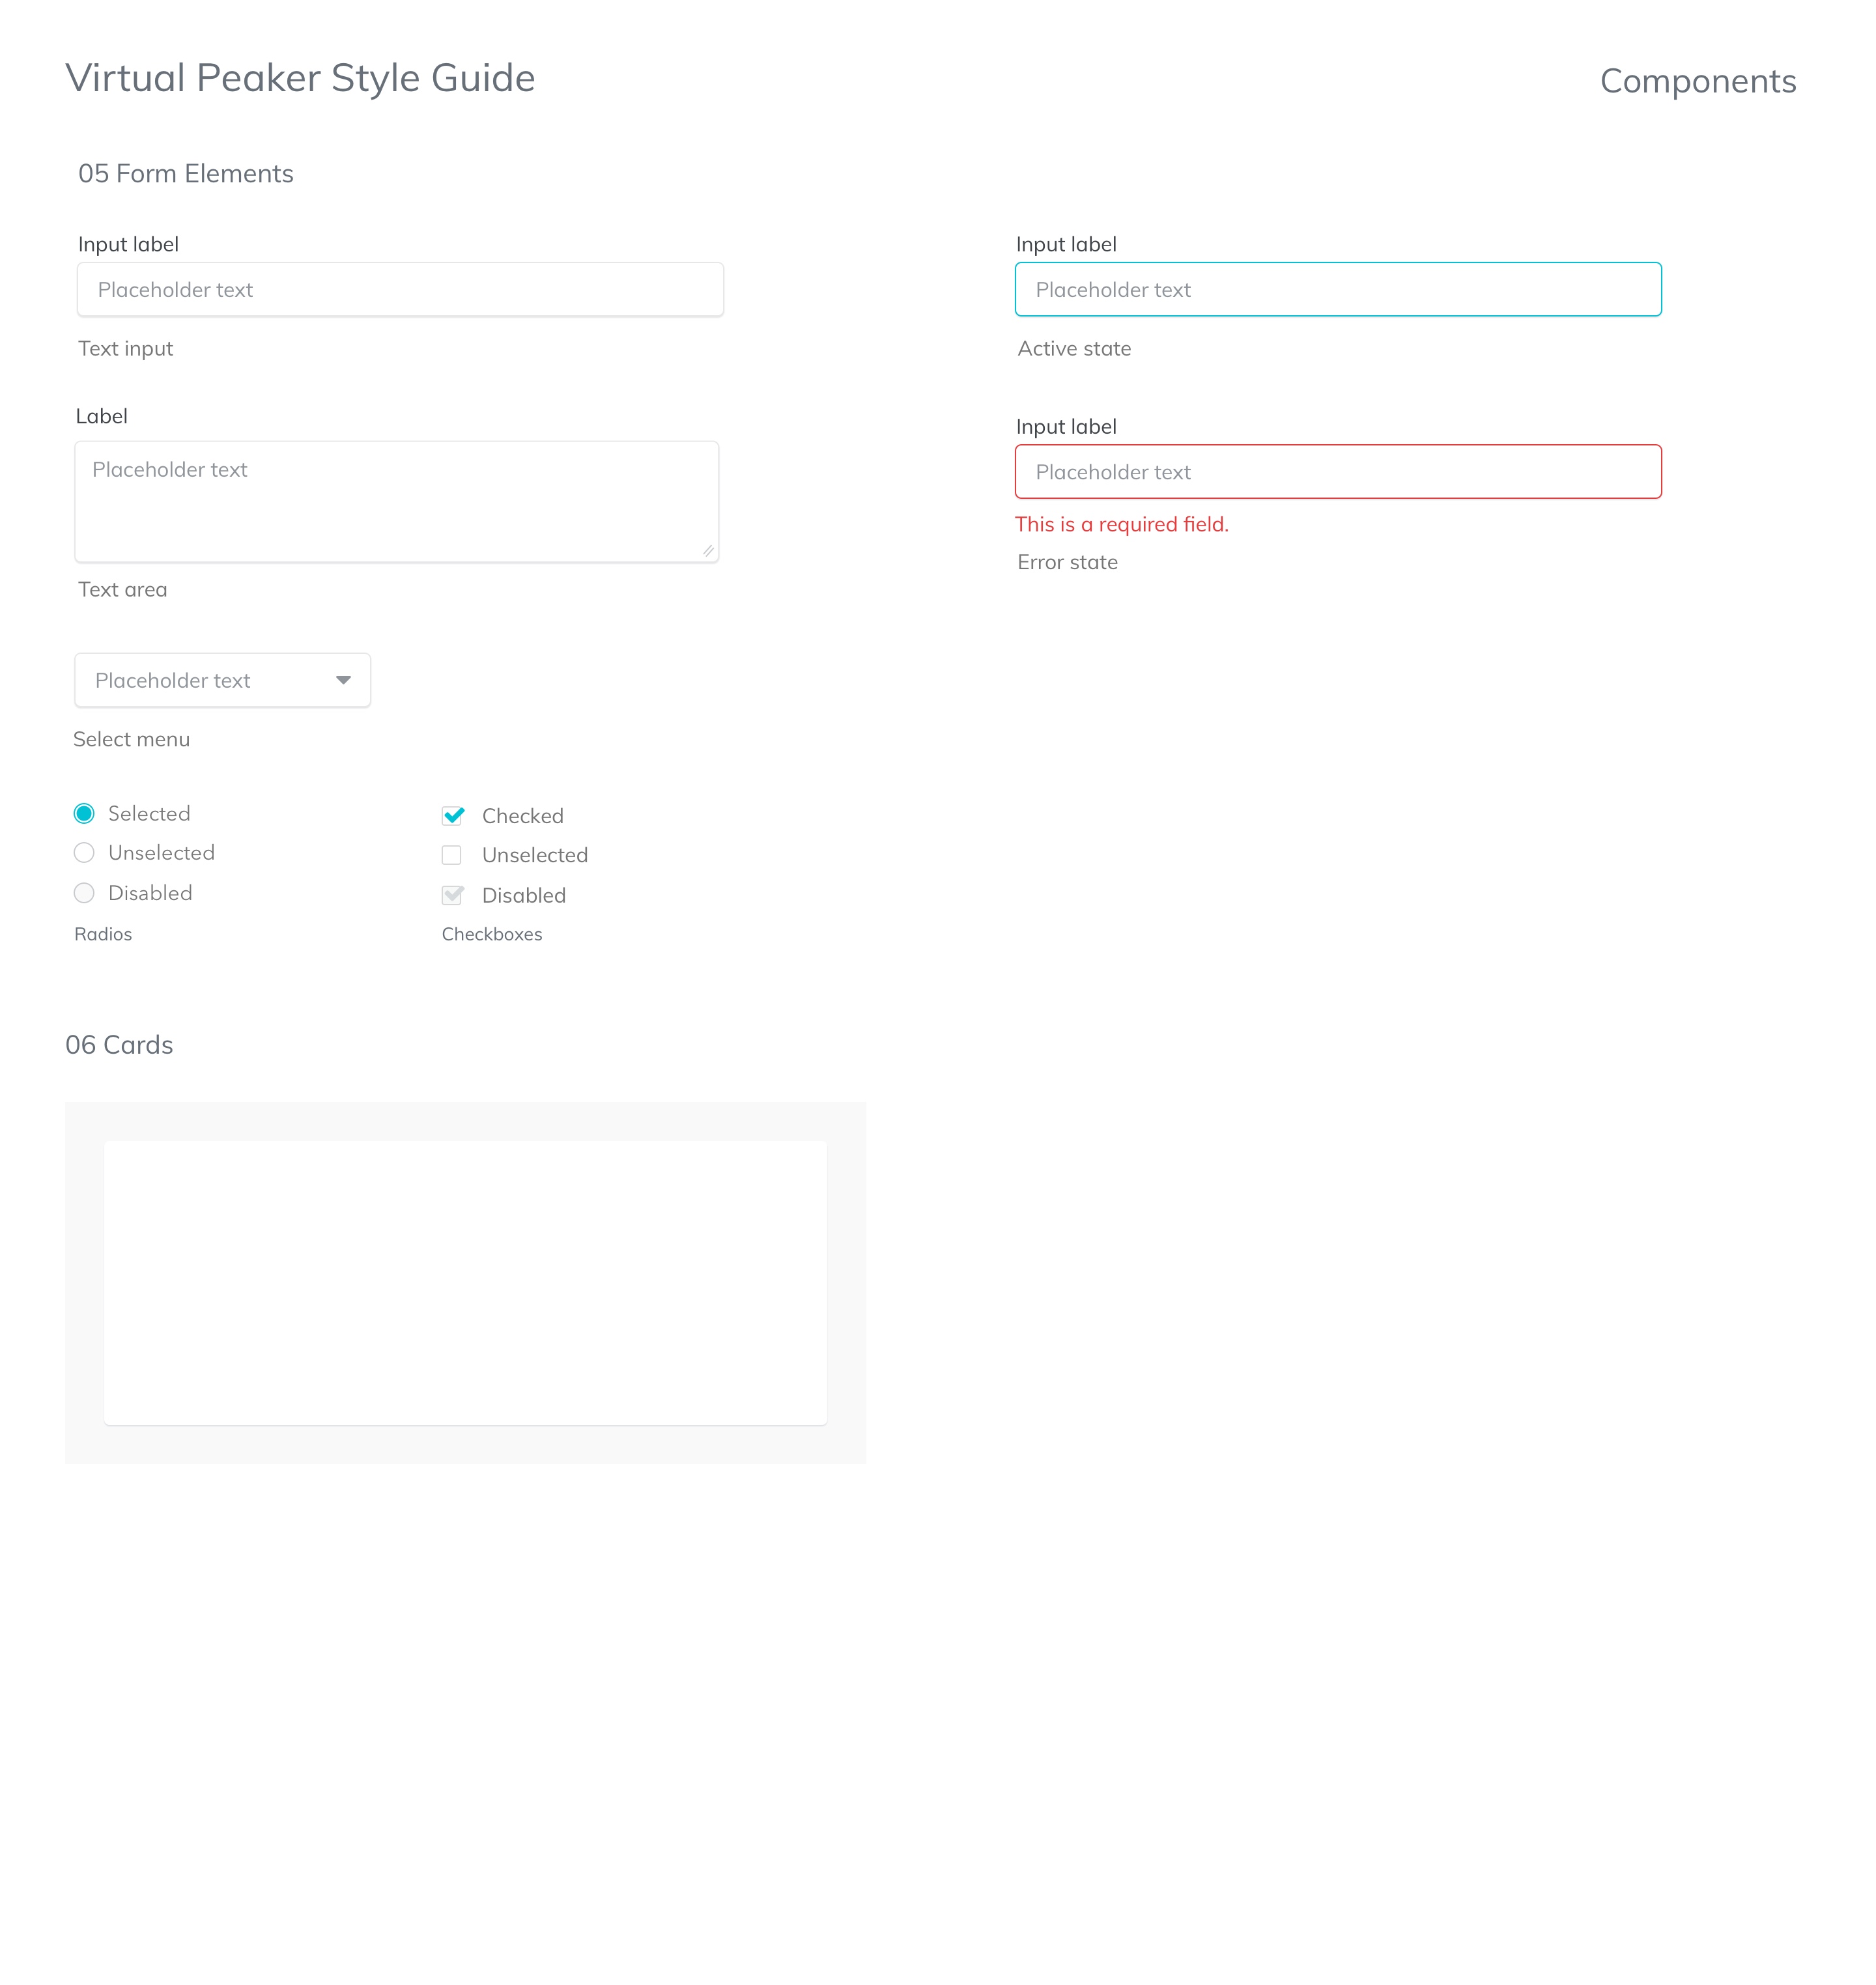 Virtual Peaker Style Guide
Components
05 Form Elements
Input label
Placeholder text
Text input
Label
Placeholder text
Text area
Placeholder text
Select menu
Selected
Unselected
Disabled
Radios
Checked
Unselected
Disabled
Checkboxes
Input label
Placeholder text
Active state
Input label
Placeholder text
This is a required field.
Error state
06 Cards